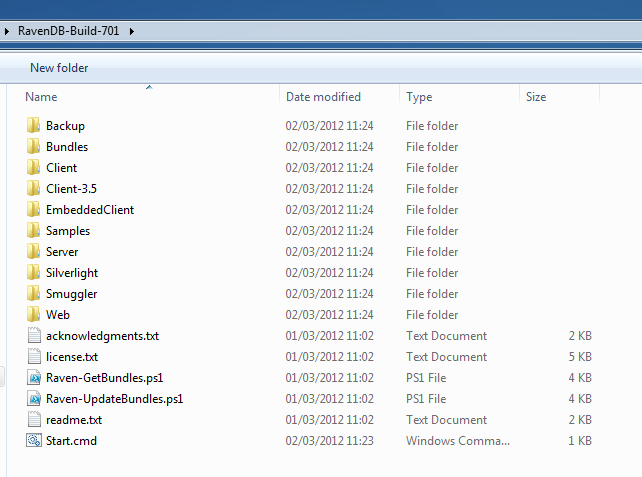 RavenDB-Build-701
New folder
Name Date modified Type Size
Backup 02/03/2012 11:24 File folder
Bundles 02/03/2012 11:24 File folder
Client 02/03/2012 11:24 File folder
Client-3.5 02/03/2012 11:24 File folder
EmbeddedClient 02/03/2012 11:24 File folder
Samples 02/03/2012 11:24 File folder
Server 02/03/2012 11:24 File folder
Silverlight 02/03/2012 11:24 File folder
Smuggler 02/03/2012 11:24 File folder
Web 02/03/2012 11:24 File folder
acknowledgments.txt 01/03/2012 11:02 Text Document 2 KB
license.txt 01/03/2012 11:02 Text Document 5 KB
Raven-GetBundles.ps1 01/03/2012 11:02 PS1 File 4 KB
Raven-UpdateBundles.ps1 01/03/2012 11:02 PS1 File 4 KB
readme.txt 01/03/2012 11:02 Text Document 2 KB
Start.cmd 02/03/2012 11:23 Windows Comma... 1 KB